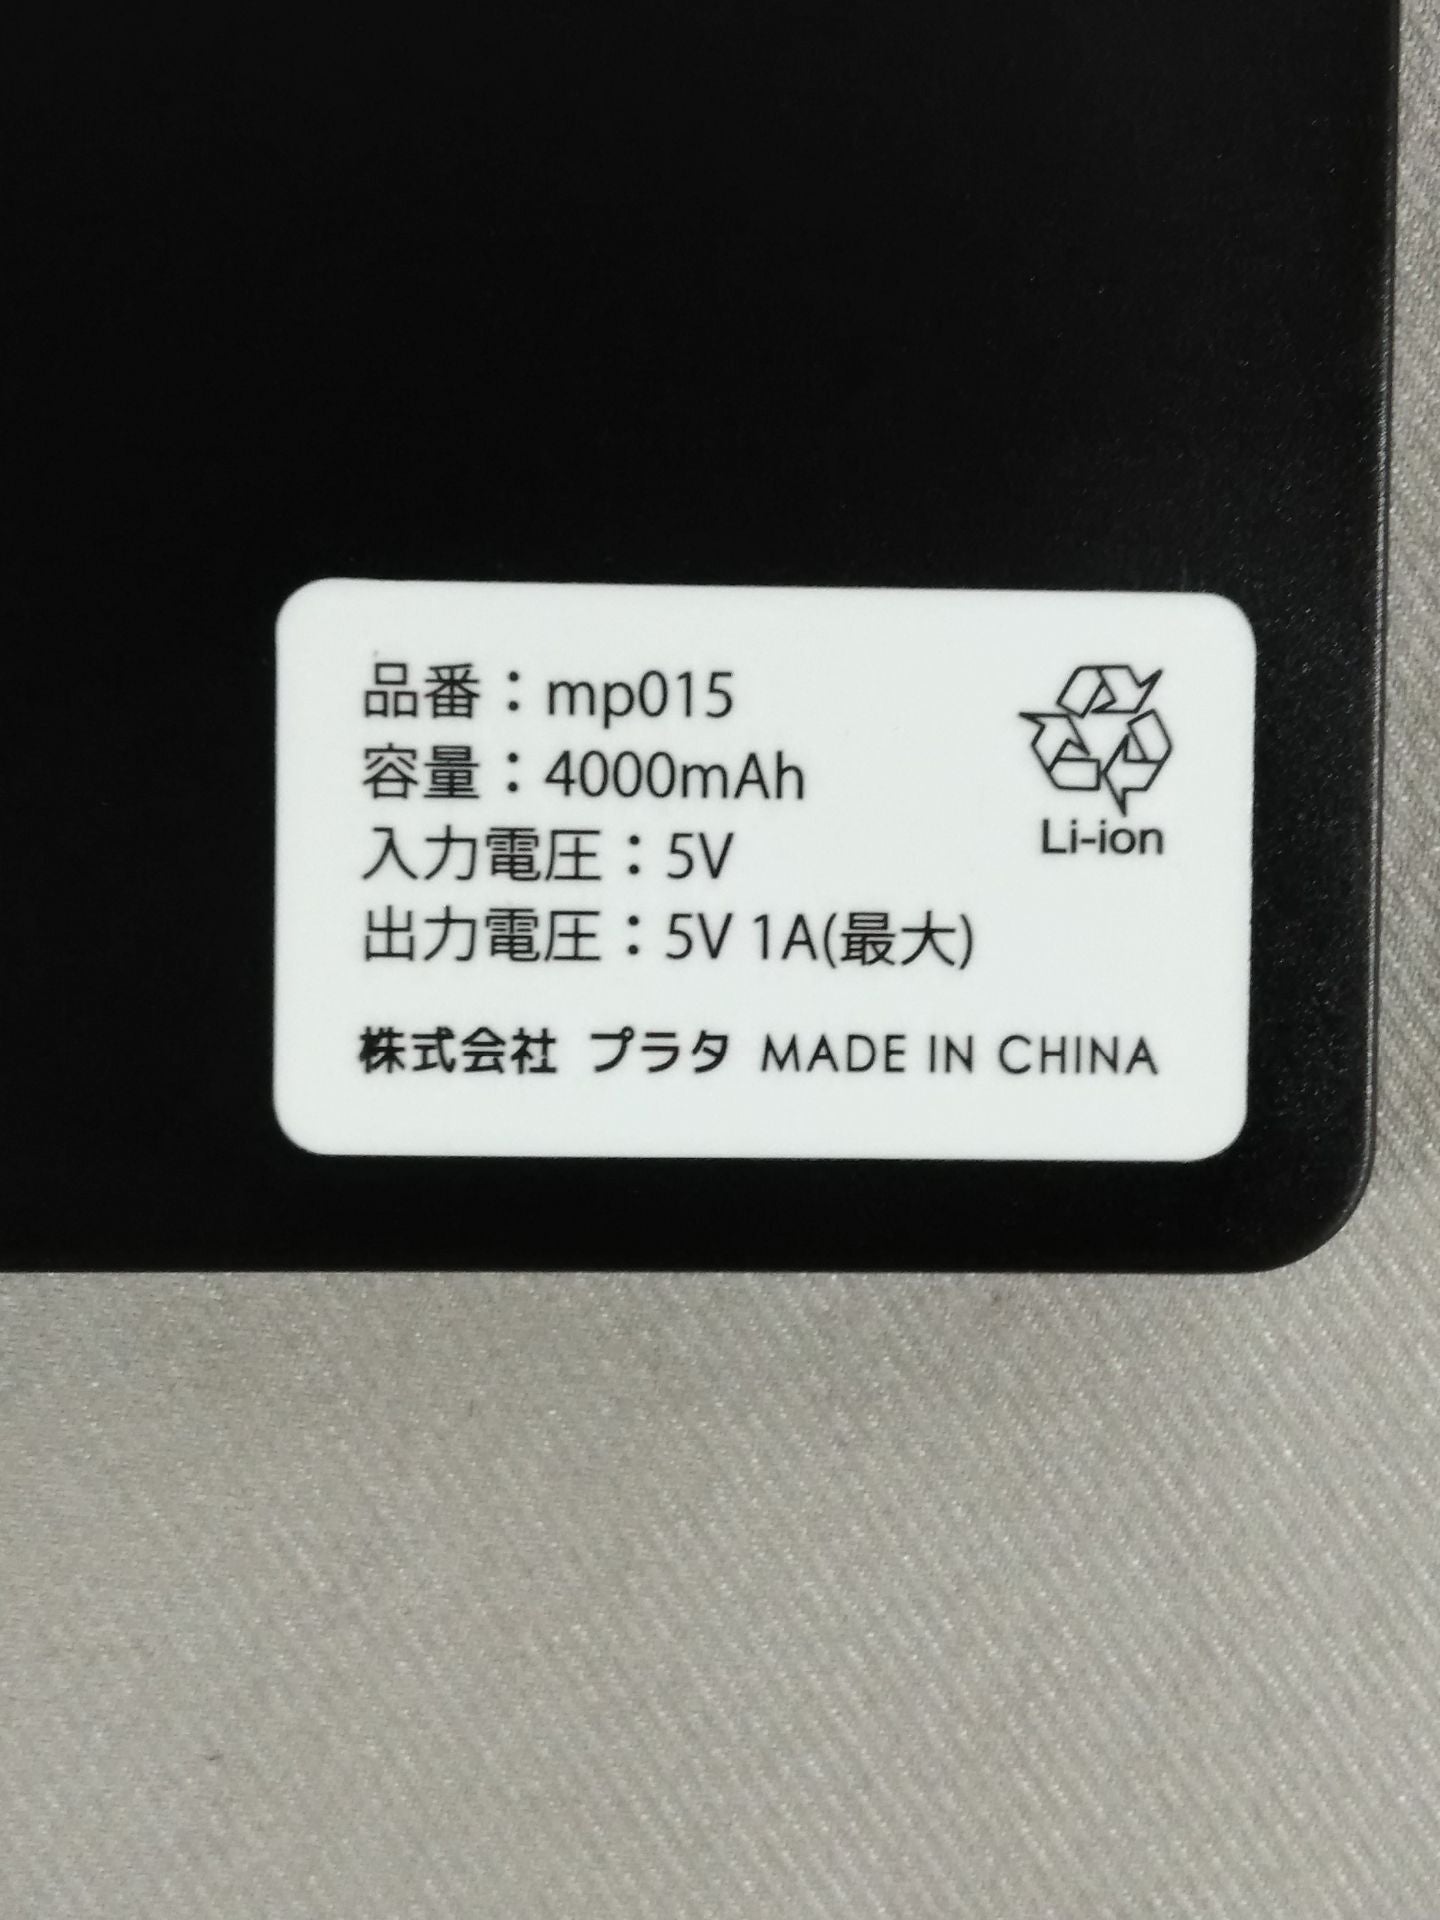 品番：mp015
容量：4000mAh
入力電圧：5V
出力電圧：5V 1A(最大)
Li-ion
株式会社 プラタ MADE IN CHINA